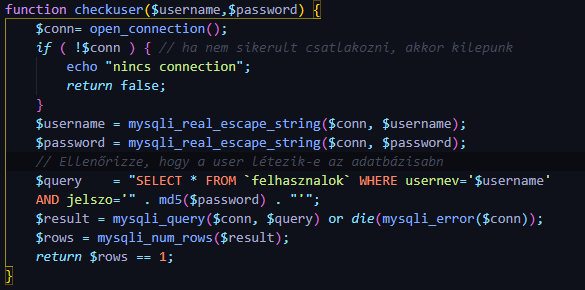 function checkuser($username,$password) {
$conn= open_connection();
if ( !$conn ) { // ha nem sikerult csatlakozni, akkor kilepunk
echo "nincs connection";
return false;
}
$username = mysqli_real_escape_string($conn, $username);
$password = mysqli_real_escape_string($conn, $password);
// Ellenőrizze, hogy a user létezik-e az adatbázisabn
$query    = "SELECT * FROM `felhasznalok` WHERE usernev='$username'
AND jelszo='" . md5($password) . "'";
$result = mysqli_query($conn, $query) or die(mysqli_error($conn));
$rows = mysqli_num_rows($result);
return $rows == 1;
}